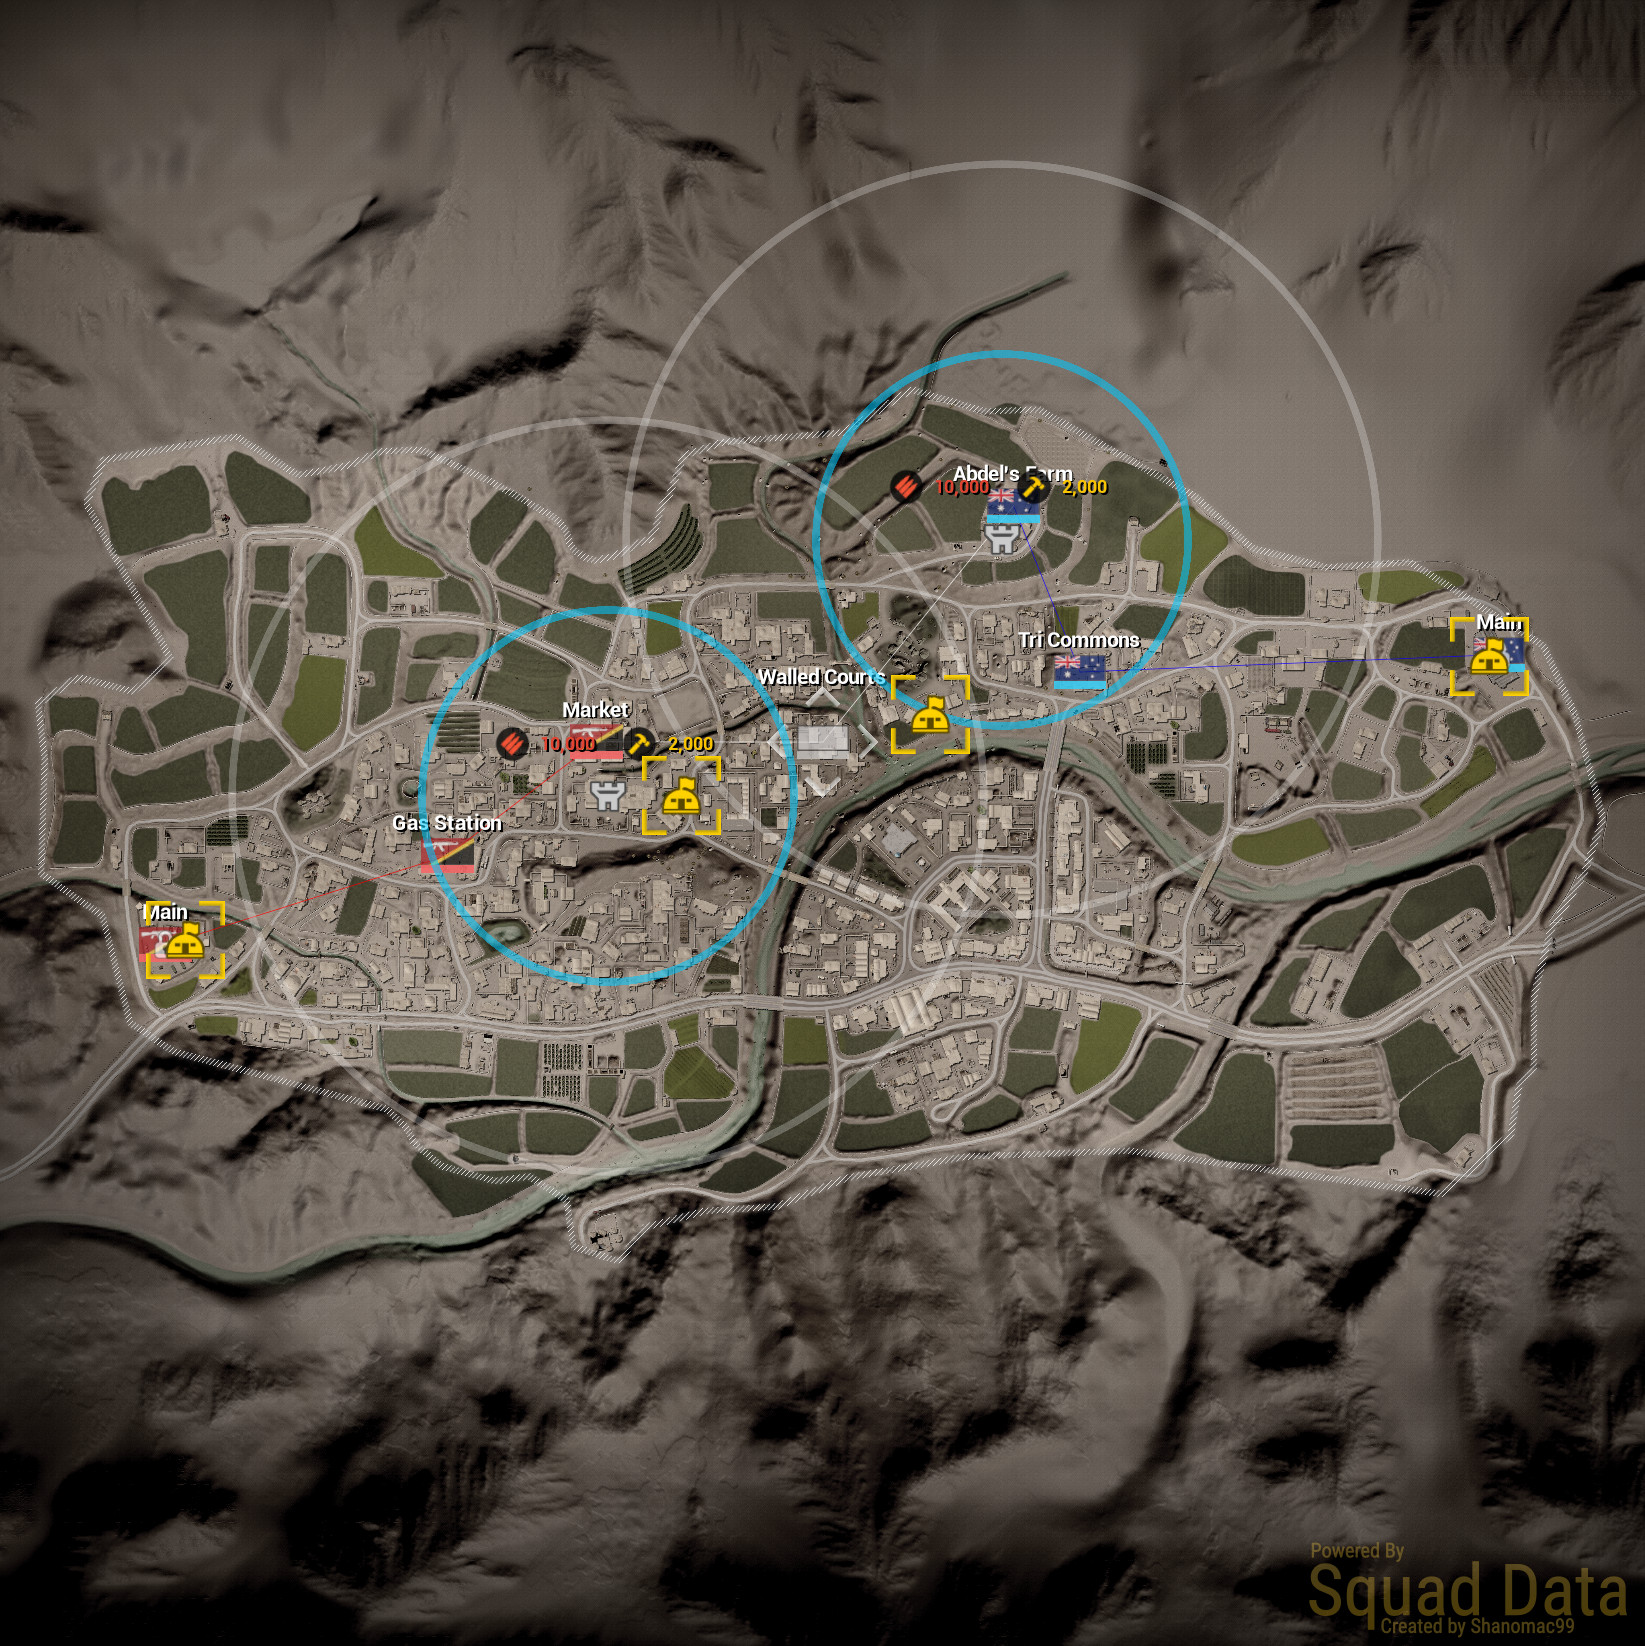 Abdel's Farm
10,000
2,000
Main
Tri Commons
Walled Courts
Market
10,000
2,000
Gas Station
Main
Powered By
Squad Data
Created by Shanomac99